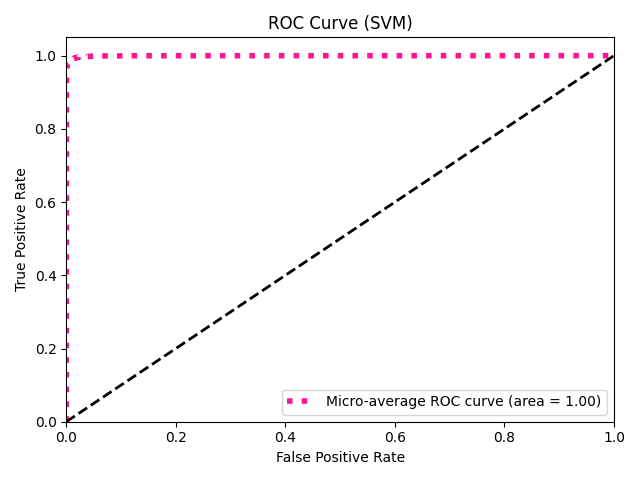 ROC Curve (SVM)
True Positive Rate
1.0
0.8
0.6
0.4
0.2
0.0
0.0 0.2 0.4 0.6 0.8 1.0
False Positive Rate
Micro-average ROC curve (area = 1.00)